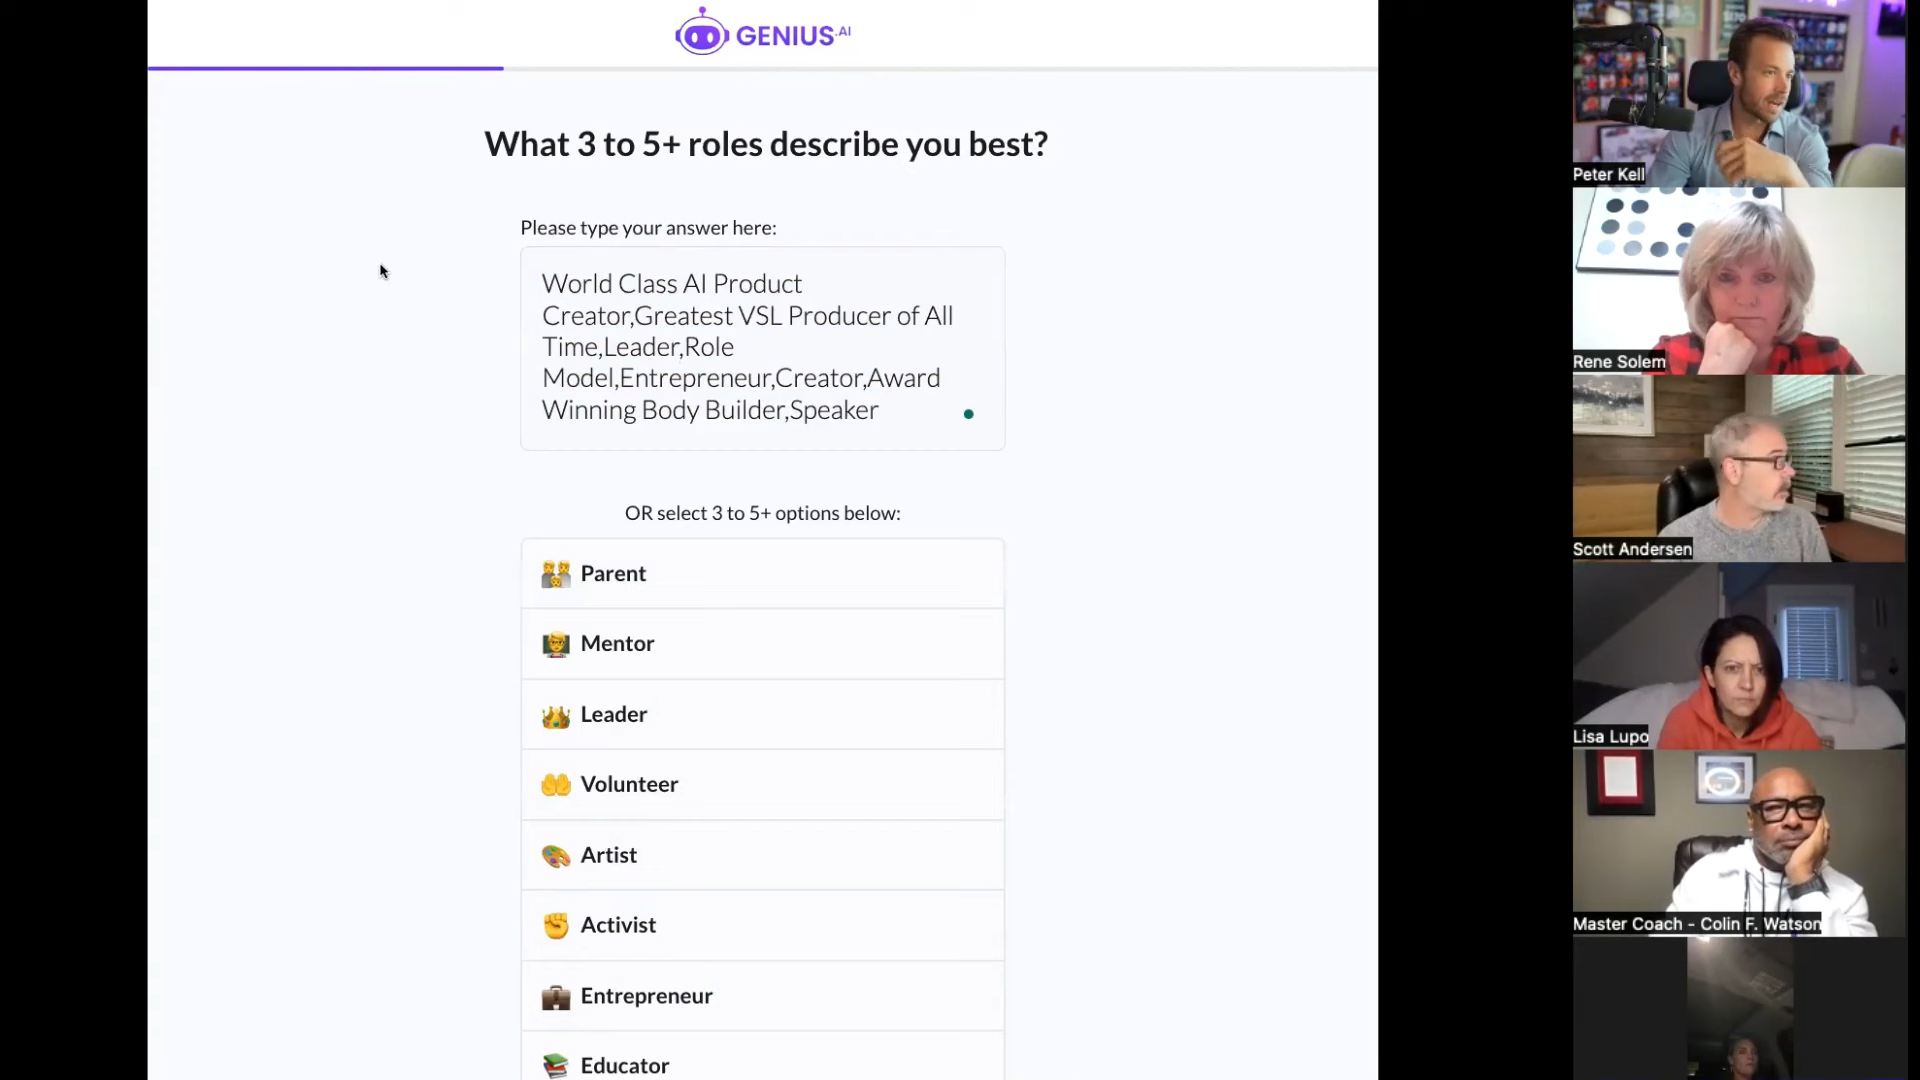 GENIUS.AI
What 3 to 5+ roles describe you best?
Please type your answer here:
World Class AI Product
Creator,Greatest VSL Producer of All
Time,Leader,Role
Model,Entrepreneur,Creator,Award
Winning Body Builder,Speaker
OR select 3 to 5+ options below:
Parent
Mentor
Leader
Volunteer
Artist
Activist
Entrepreneur
Educator
Peter Kell
Rene Solem
Scott Andersen
Lisa Lupo
Master Coach - Colin F. Watson